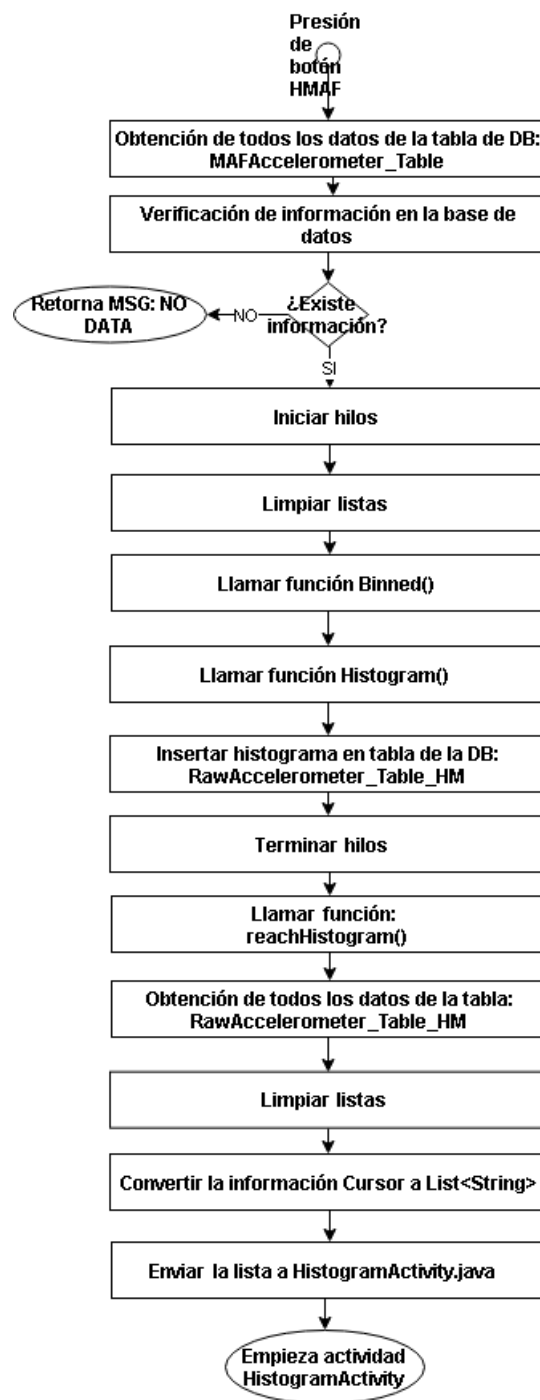 Presión
de
botón
HMAF
Obtención de todos los datos de la tabla de DB:
MAFAccelerometer_Table
Verificación de información en la base de
datos
¿Existe
información?
NO
Retorna MSG: NO
DATA
SI
Iniciar hilos
Limpiar listas
Llamar función Binned()
Llamar función Histogram()
Insertar histograma en tabla de la DB:
RawAccelerometer_Table_HM
Terminar hilos
Llamar función:
reachHistogram()
Obtención de todos los datos de la tabla:
RawAccelerometer_Table_HM
Limpiar listas
Convertir la información Cursor a List<String>
Enviar la lista a HistogramActivity.java
Empieza actividad
HistogramActivity